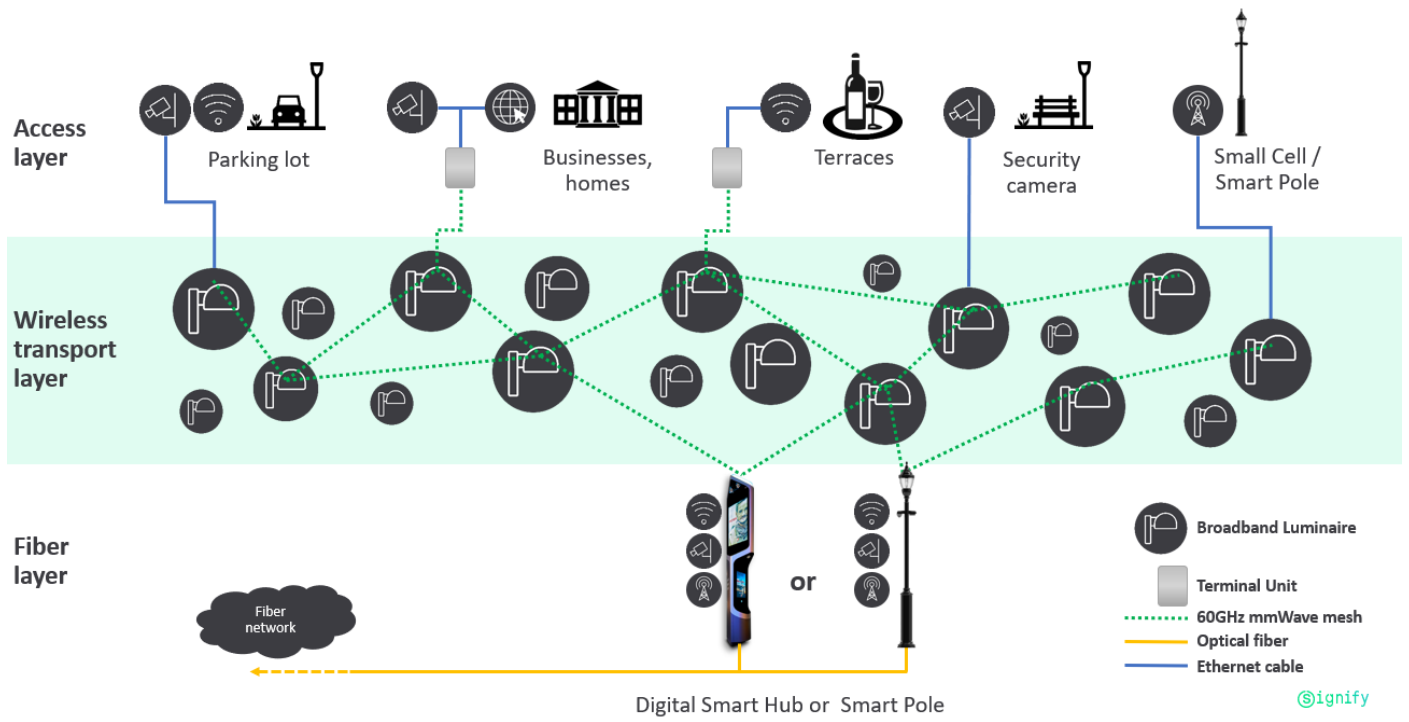 Access
layer
Parking lot
Businesses,
homes
Terraces
Security
camera
Small Cell /
Smart Pole
Wireless
transport
layer
Fiber
layer
Fiber
network
or
Digital Smart Hub or Smart Pole
Broadband Luminaire
Terminal Unit
60GHz mmWave mesh
Optical fiber
Ethernet cable
Signify